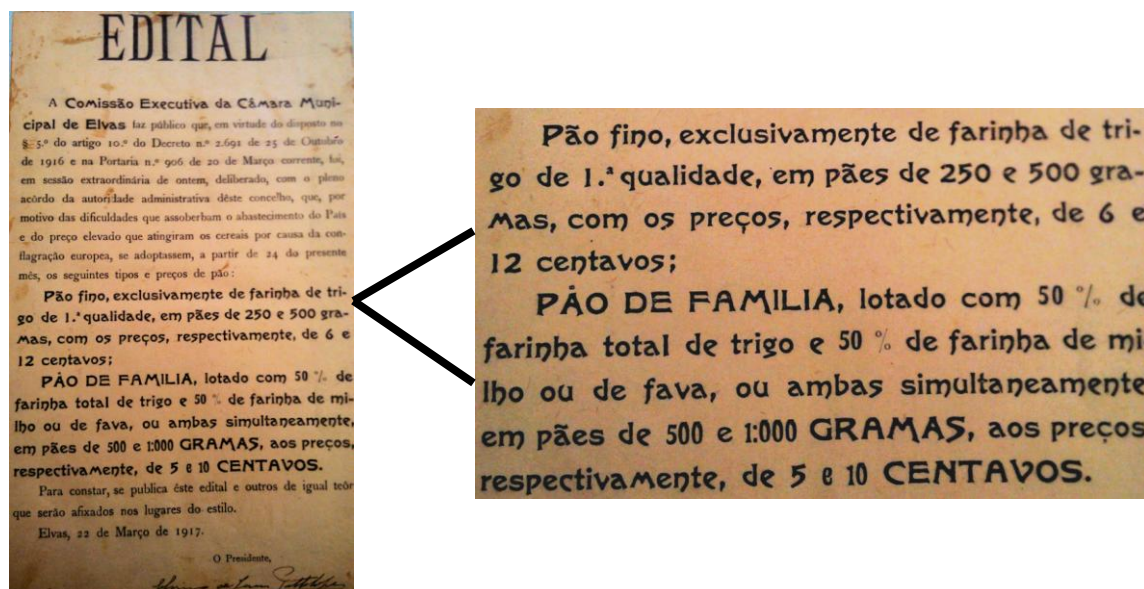 EDITAL
A Comissão Executiva da Câmara Muni-
cipal de Elvas faz público que, em virtude do disposto no
§ 5.º do artigo 10.º do Decreto n.º 2.691 de 25 de Outubro
de 1916 e na Portaria n.º 906 de 20 de Março corrente, foi,
em sessão extraordinária de ontem, deliberado, com o pleno
acôrdo da autoridade administrativa dêste concelho, que, por
motivo das dificuldades que assoberbam o abastecimento do País
e do preço elevado que atingiram os cereais por causa da con-
flagração europea, se adoptassem, a partir de 24 do presente
mês, os seguintes tipos e preços de pão:
Pão fino, exclusivamente de farinha de tri-
go de 1.ª qualidade, em pães de 250 e 500 gra-
mas, com os preços, respectivamente, de 6 e
12 centavos;
PÃO DE FAMILIA, lotado com 50 % de
farinha total de trigo e 50 % de farinha de mi-
lho ou de fava, ou ambas simultaneamente,
em pães de 500 e 1:000 GRAMAS, aos preços,
respectivamente, de 5 e 10 CENTAVOS.
Para constar, se publica êste edital e outros de igual teôr
que serão afixados nos lugares do estilo.
Elvas, 22 de Março de 1917.
O Presidente,
Pão fino, exclusivamente de farinha de tri-
go de 1.ª qualidade, em pães de 250 e 500 gra-
mas, com os preços, respectivamente, de 6 e
12 centavos;
PÃO DE FAMILIA, lotado com 50 % de
farinha total de trigo e 50 % de farinha de mi
lho ou de fava, ou ambas simultaneamente
em pães de 500 e 1:000 GRAMAS, aos preços
respectivamente, de 5 e 10 CENTAVOS.